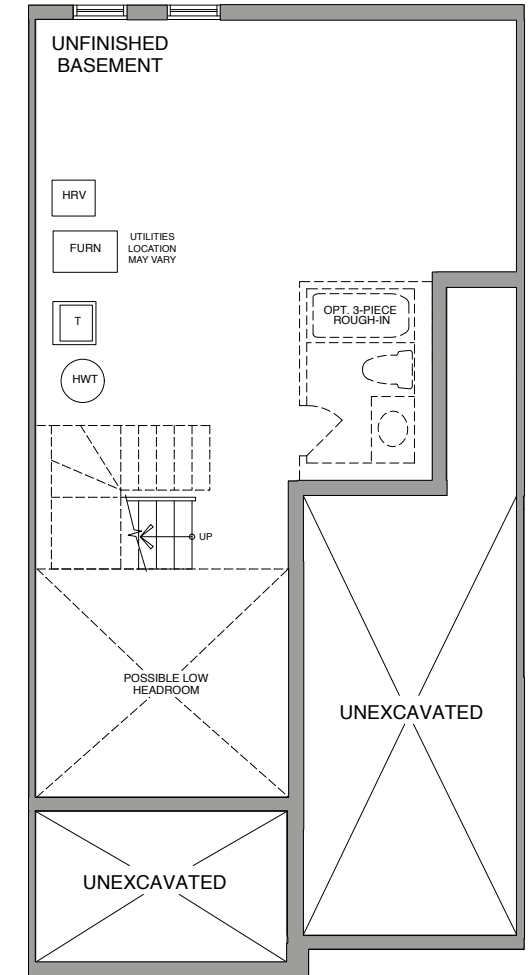 UNFINISHED
BASEMENT
HRV
FURN
UTILITIES
LOCATION
MAY VARY
T
HWT
OPT. 3-PIECE
ROUGH-IN
UP
POSSIBLE LOW
HEADROOM
UNEXCAVATED
UNEXCAVATED